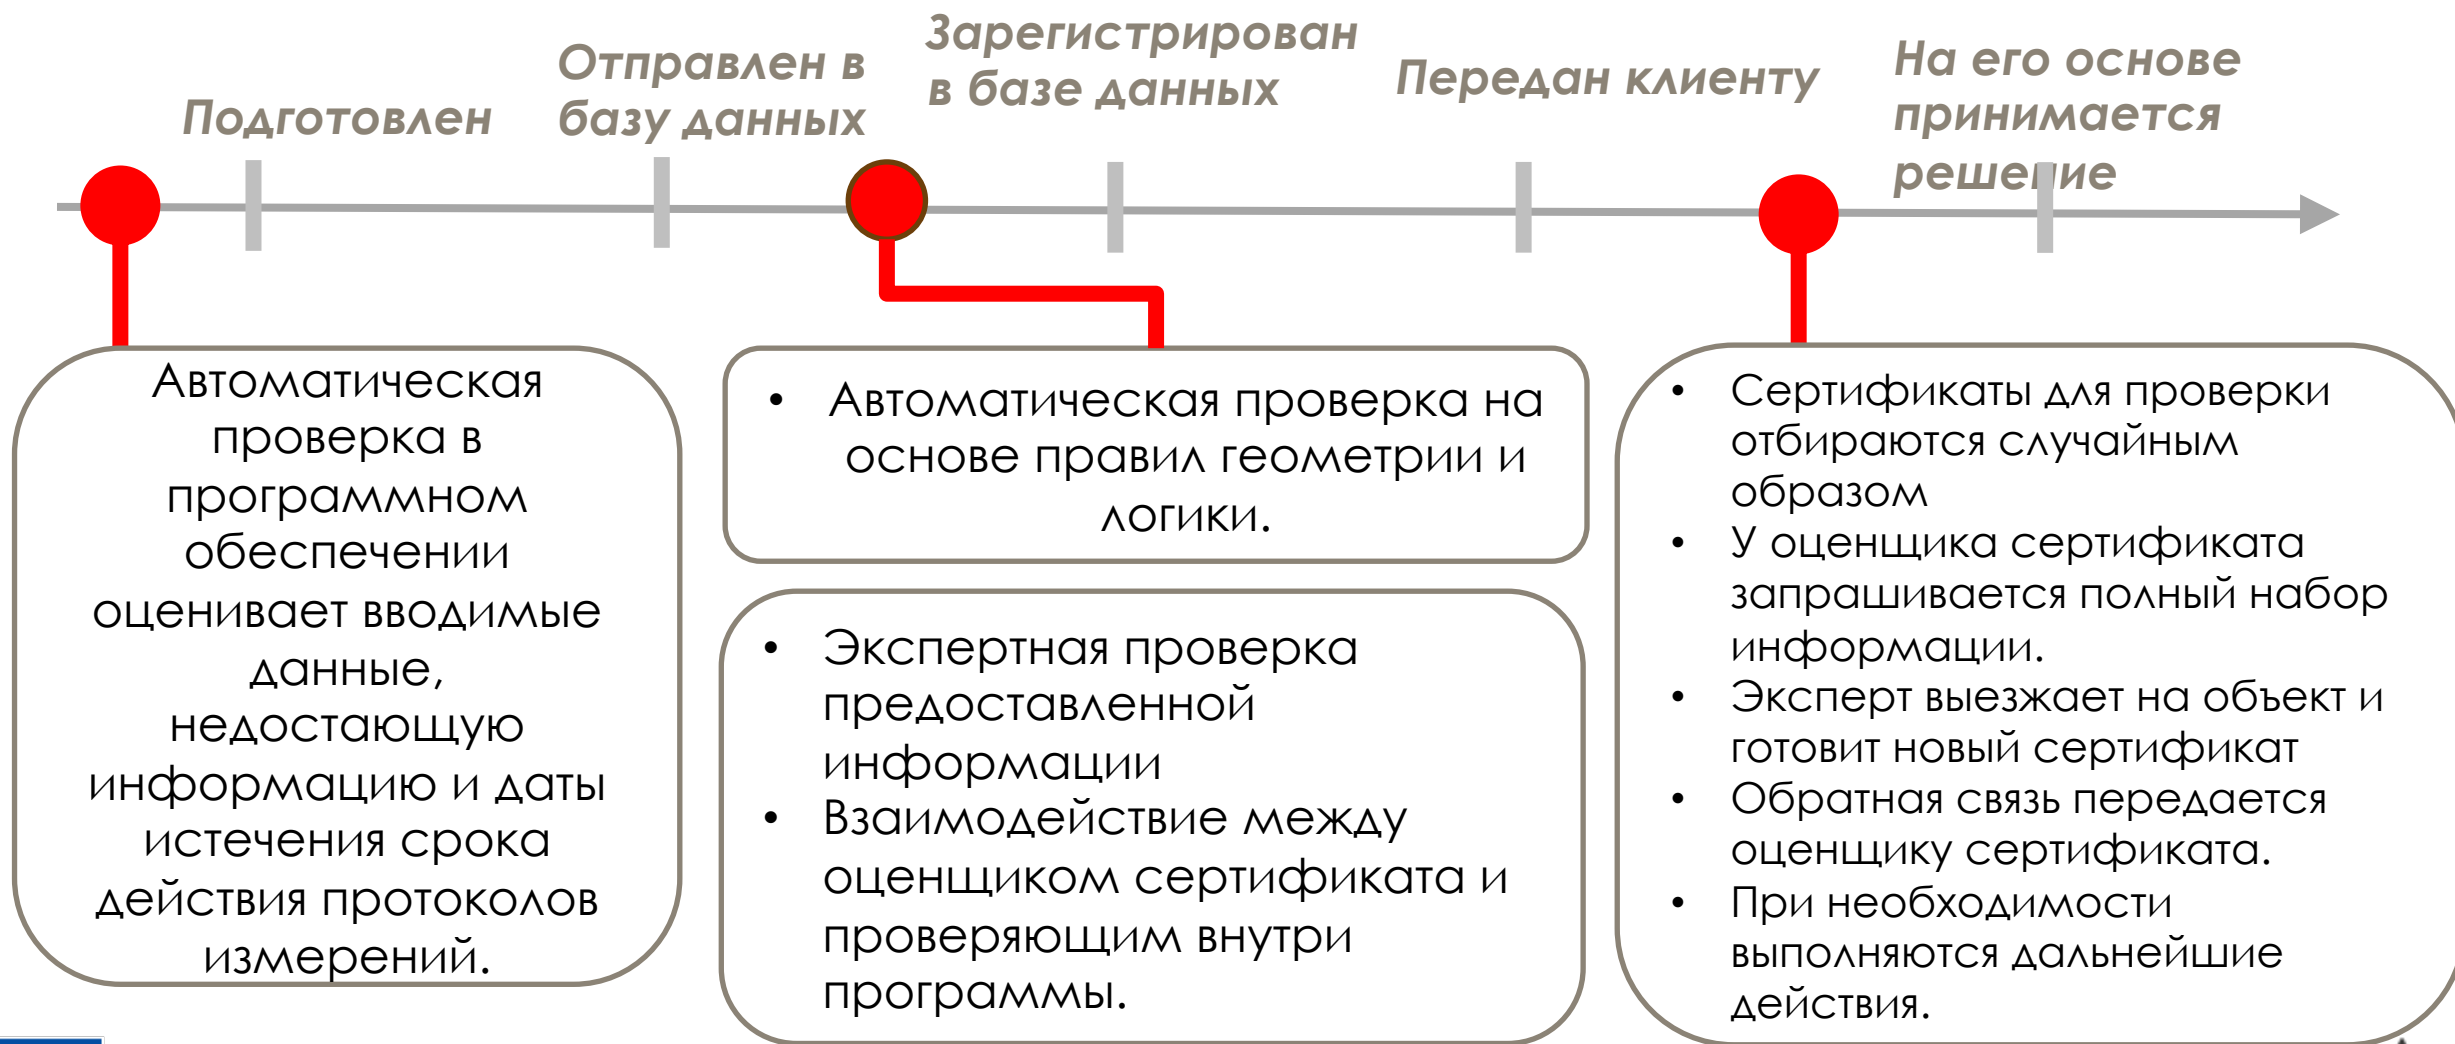 Подготовлен
Отправлен в
базу данных
Зарегистрирован
в базе данных
Передан клиенту
На его основе
принимается
решение
Автоматическая
проверка в
программном
обеспечении
оценивает вводимые
данные,
недостающую
информацию и даты
истечения срока
действия протоколов
измерений.
• Автоматическая проверка на
основе правил геометрии и
логики.
• Экспертная проверка
предоставленной
информации
• Взаимодействие между
оценщиком сертификата и
проверяющим внутри
программы.
• Сертификаты для проверки
отбираются случайным
образом
• У оценщика сертификата
запрашивается полный набор
информации.
• Эксперт выезжает на объект и
готовит новый сертификат
• Обратная связь передается
оценщику сертификата.
• При необходимости
выполняются дальнейшие
действия.